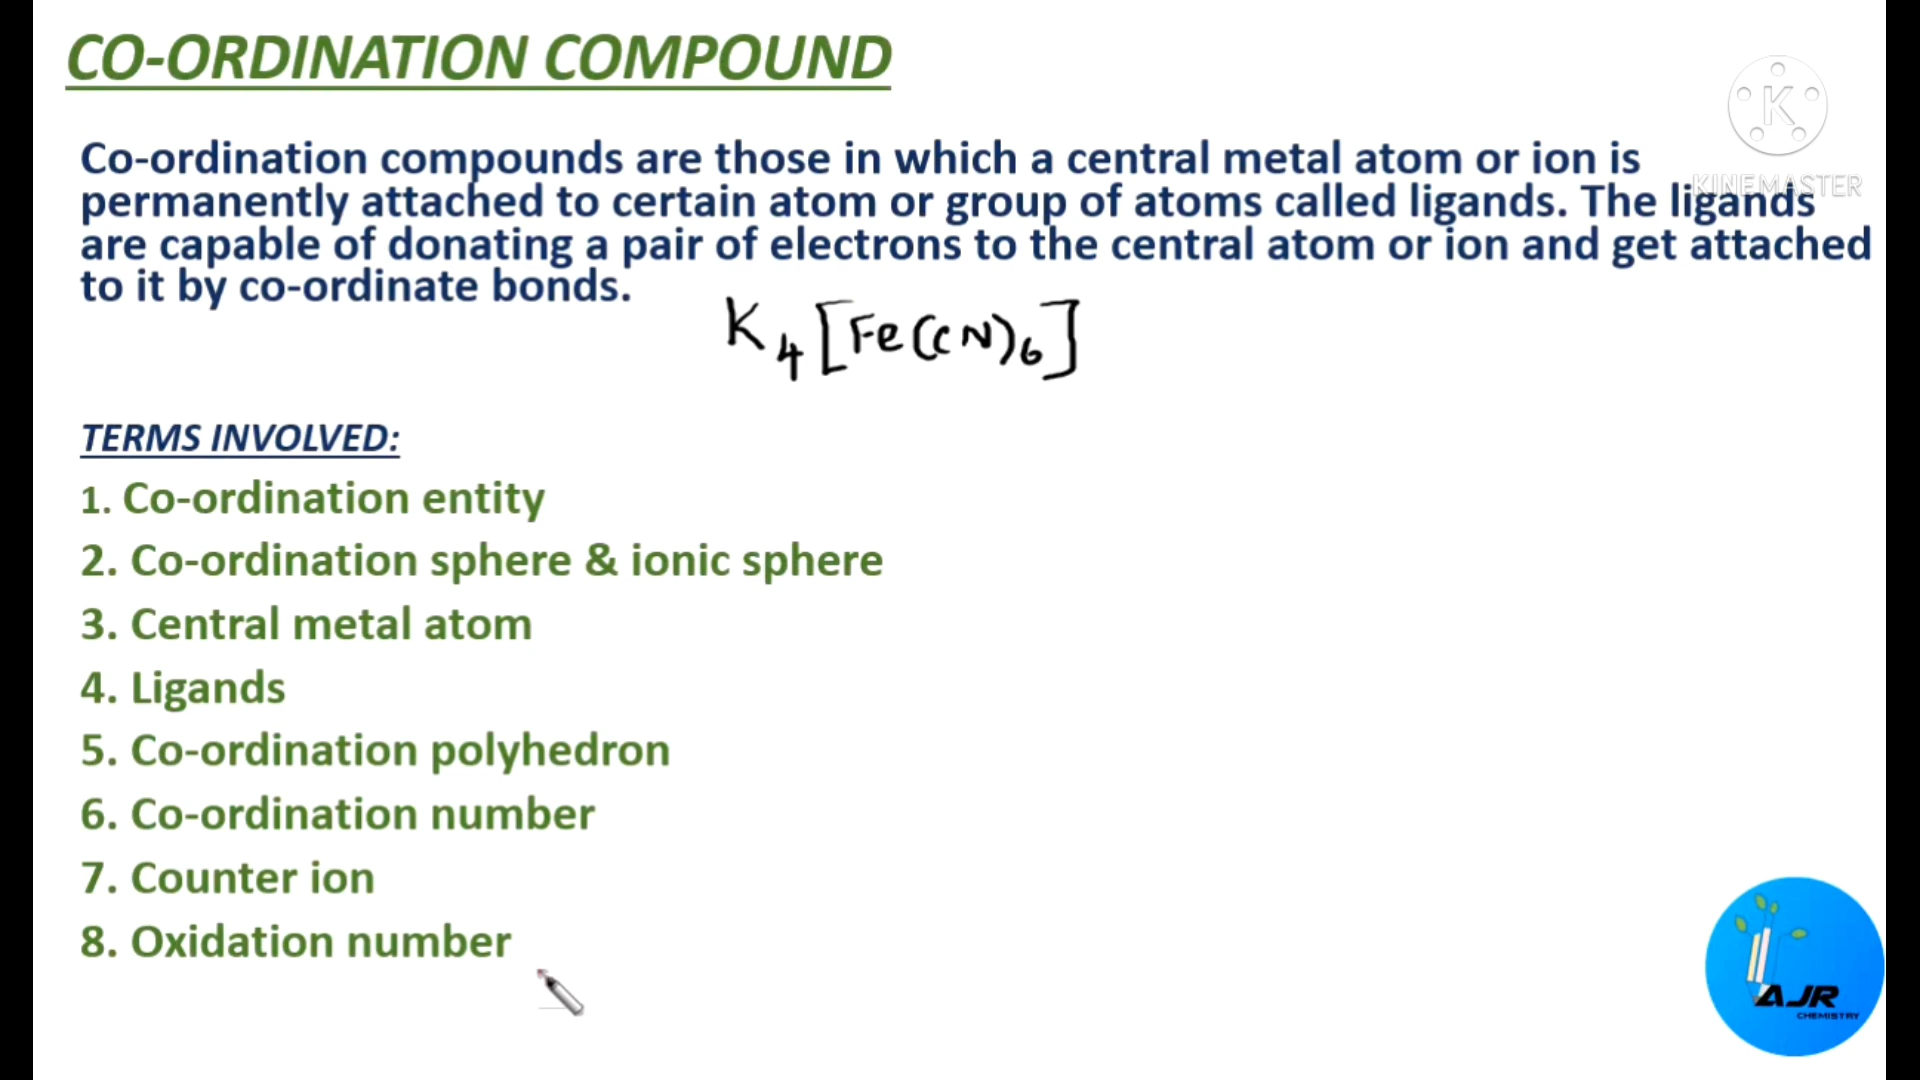 CO-ORDINATION COMPOUND
KINEMASTER
Co-ordination compounds are those in which a central metal atom or ion is
permanently attached to certain atom or group of atoms called ligands. The ligands
are capable of donating a pair of electrons to the central atom or ion and get attached
to it by co-ordinate bonds.
K4[Fe(CN)6]
TERMS INVOLVED:
1. Co-ordination entity
2. Co-ordination sphere & ionic sphere
3. Central metal atom
4. Ligands
5. Co-ordination polyhedron
6. Co-ordination number
7. Counter ion
8. Oxidation number
AJR
CHEMISTRY